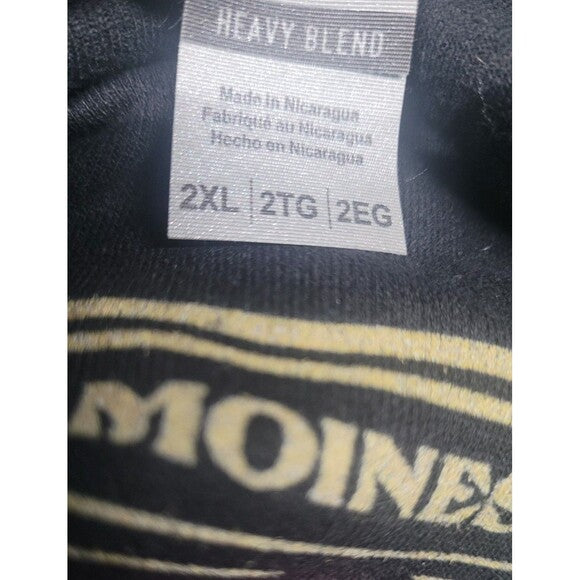 HEAVY BLEND
Made in Nicaragua
Fabriqué au Nicaragua
Hecho en Nicaragua
2XL | 2TG | 2EG
MOINES